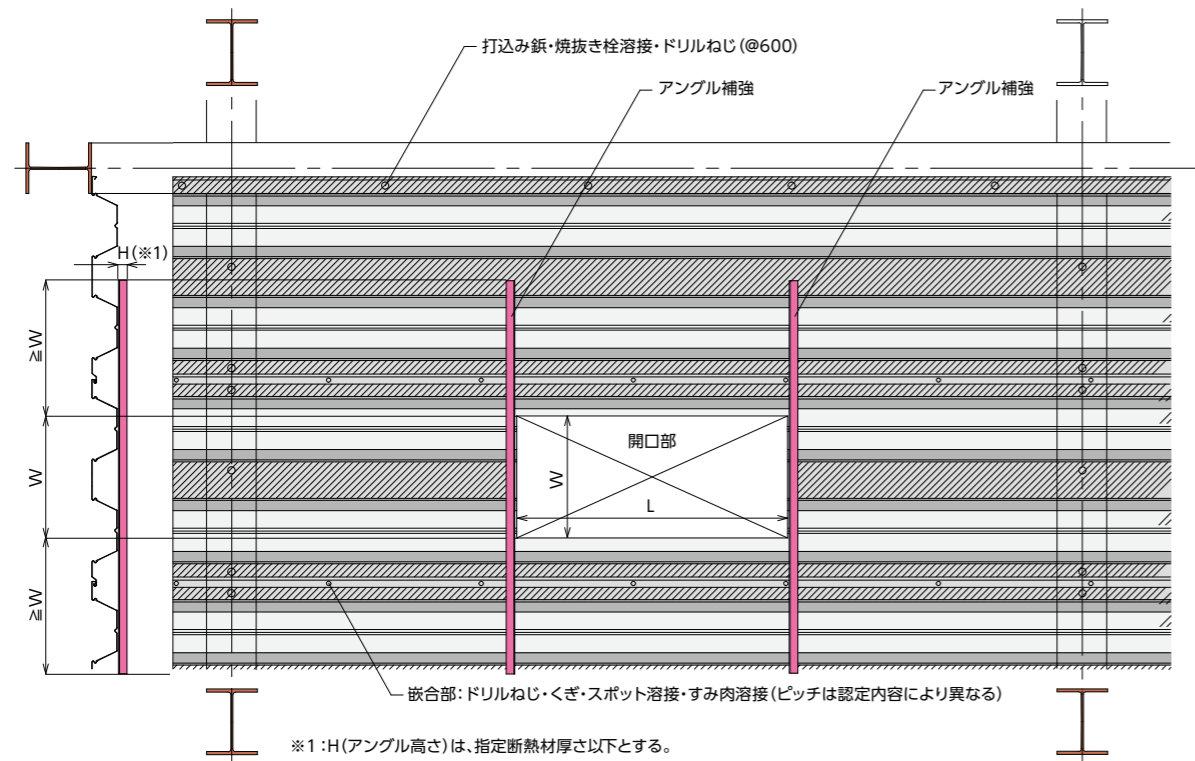 打込み鋲・焼抜き栓溶接・ドリルねじ(@600)
アングル補強
アングル補強
H(※1)
≧W
W
≧W
開口部
W
L
嵌合部：ドリルねじ・くぎ・スポット溶接・すみ肉溶接(ピッチは認定内容により異なる)
※1：H(アングル高さ)は、指定断熱材厚さ以下とする。